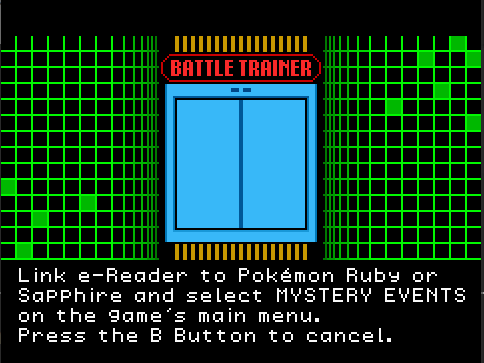 BATTLE TRAINER
Link e-Reader to Pokémon Ruby or
Sapphire and select MYSTERY EVENTS
on the game's main menu.
Press the B Button to cancel.